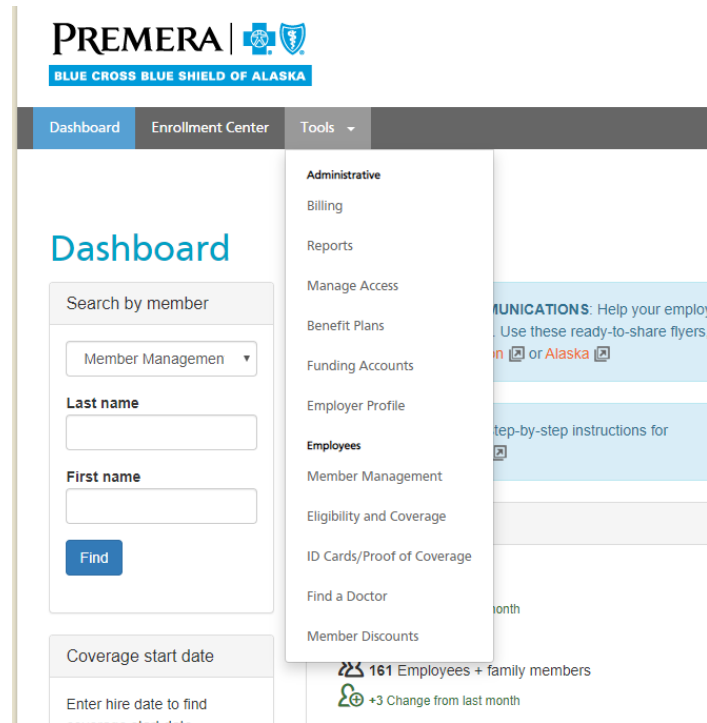 PREMERA
BLUE CROSS BLUE SHIELD OF ALASKA
Dashboard Enrollment Center Tools
Administrative
Billing
Reports
Manage Access
Benefit Plans
Funding Accounts
Employer Profile
Employees
Member Management
Eligibility and Coverage
ID Cards/Proof of Coverage
Find a Doctor
Member Discounts
Dashboard
Search by member
Member Managemen
Last name
First name
Find
Coverage start date
Enter hire date to find
: Help your
. Use these ready-to-share flyers
or Alaska
step-by-step instructions for
month
161 Employees + family members
+3 Change from last month